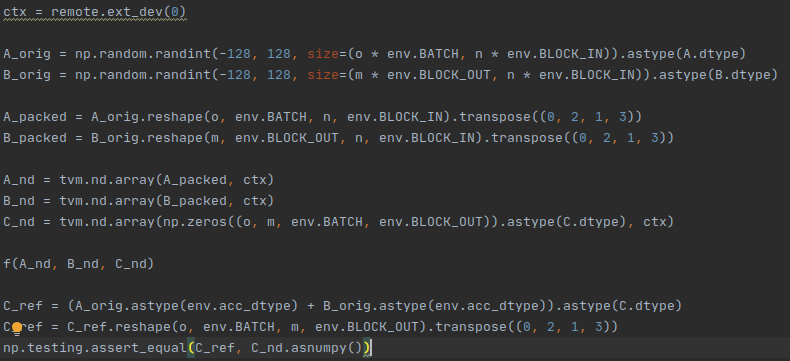 ctx = remote.ext_dev(0)
A_orig = np.random.randint(-128, 128, size=(o * env.BATCH, n * env.BLOCK_IN)).astype(A.dtype)
B_orig = np.random.randint(-128, 128, size=(m * env.BLOCK_OUT, n * env.BLOCK_IN)).astype(B.dtype)
A_packed = A_orig.reshape(o, env.BATCH, n, env.BLOCK_IN).transpose((0, 2, 1, 3))
B_packed = B_orig.reshape(m, env.BLOCK_OUT, n, env.BLOCK_IN).transpose((0, 2, 1, 3))
A_nd = tvm.nd.array(A_packed, ctx)
B_nd = tvm.nd.array(B_packed, ctx)
C_nd = tvm.nd.array(np.zeros((o, m, env.BATCH, env.BLOCK_OUT)).astype(C.dtype), ctx)
f(A_nd, B_nd, C_nd)
C_ref = (A_orig.astype(env.acc_dtype) + B_orig.astype(env.acc_dtype)).astype(C.dtype)
C_ref = C_ref.reshape(o, env.BATCH, m, env.BLOCK_OUT).transpose((0, 2, 1, 3))
np.testing.assert_equal(C_ref, C_nd.asnumpy())